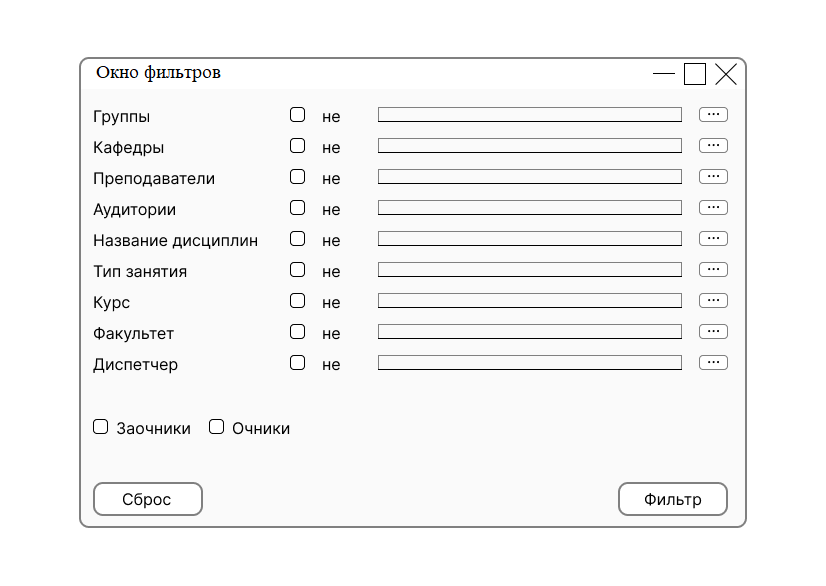 Окно фильтров
Группы не ...
Кафедры не ...
Преподаватели не ...
Аудитории не ...
Название дисциплин не ...
Тип занятия не ...
Курс не ...
Факультет не ...
Диспетчер не ...
Заочники Очники
Сброс Фильтр